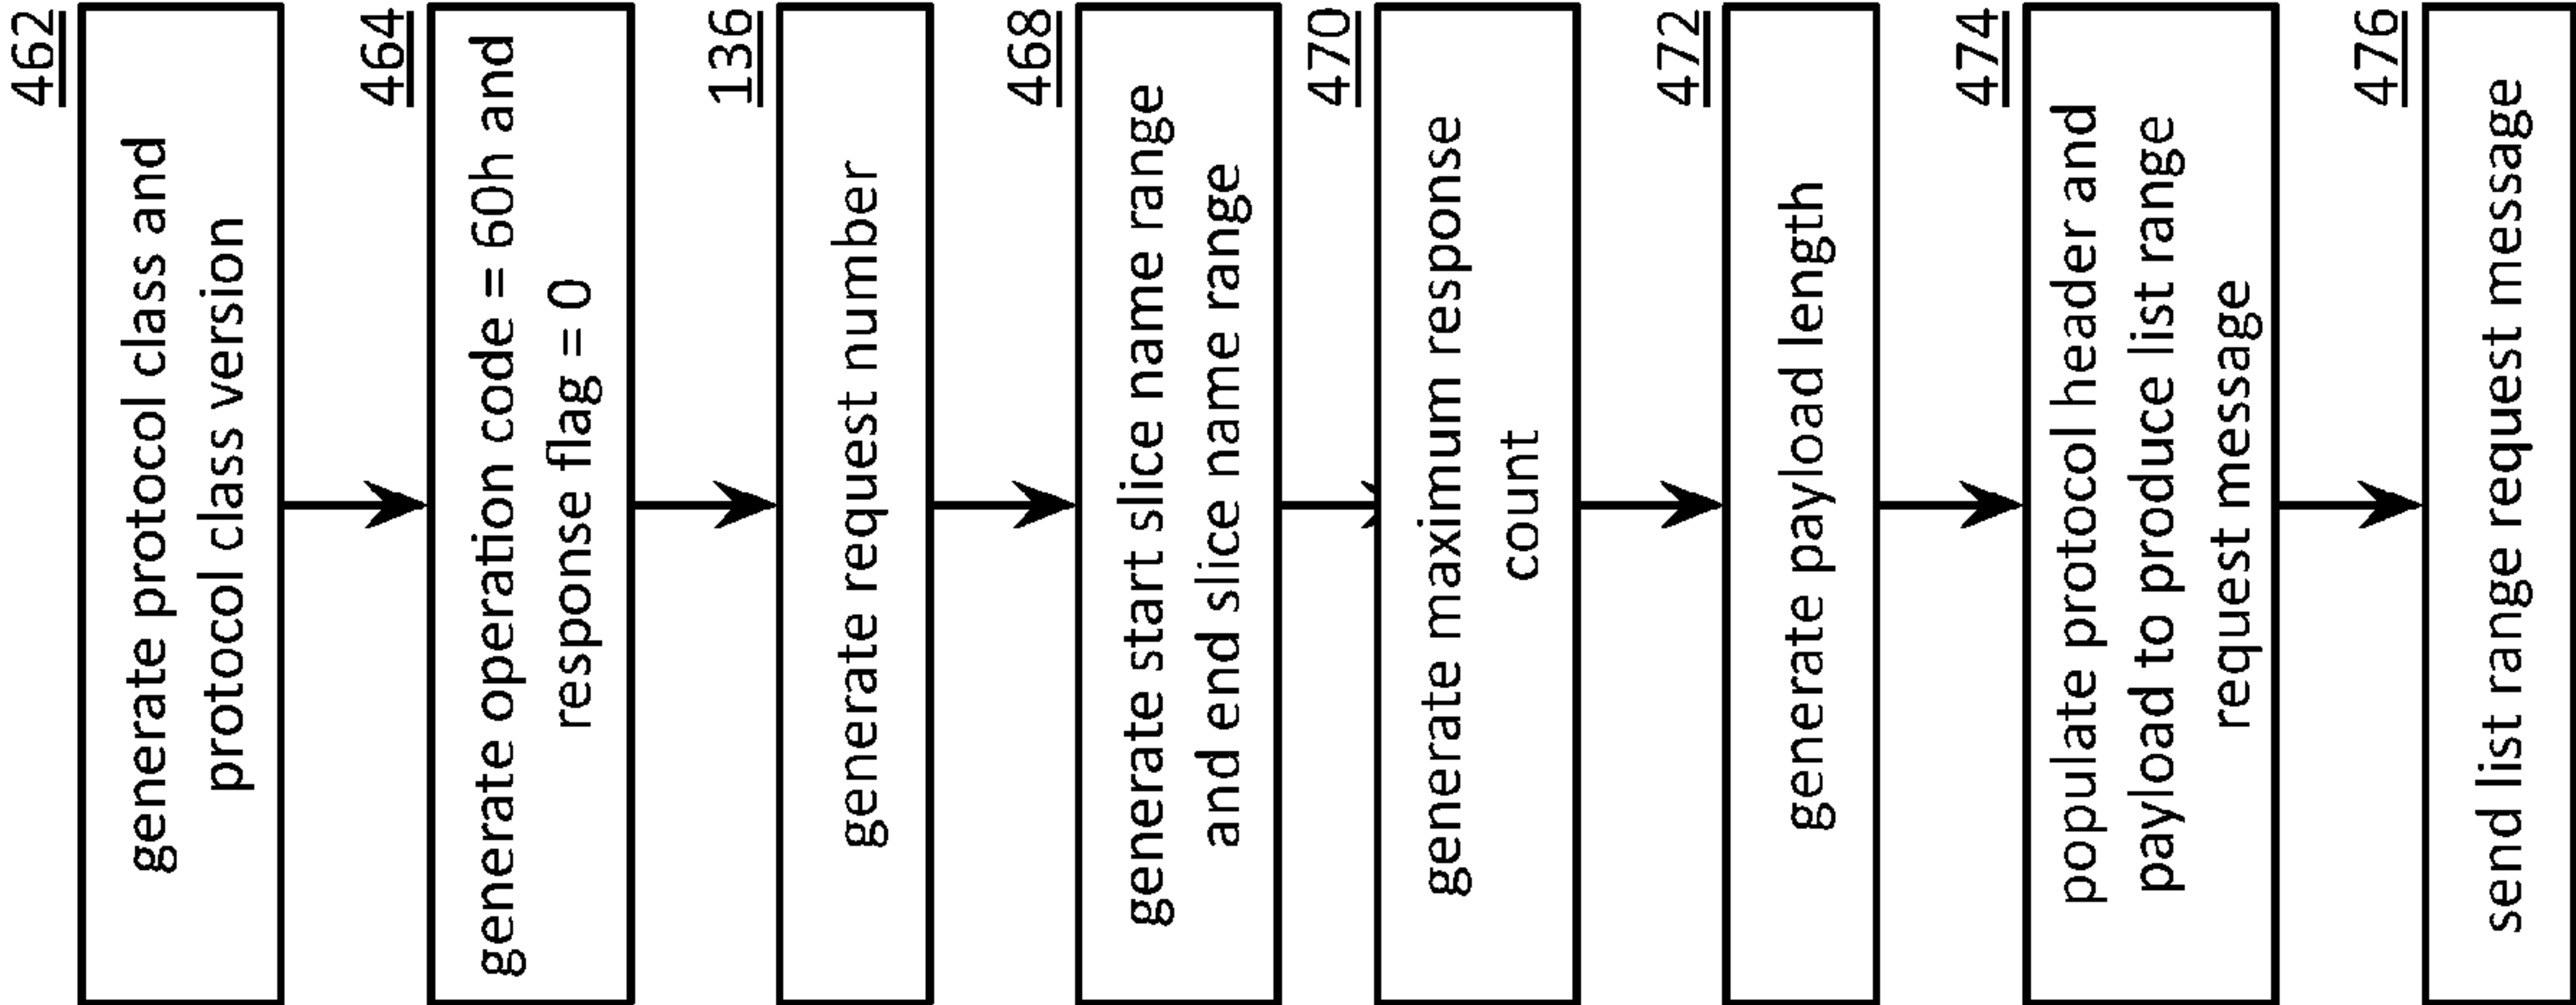 462
generate protocol class and
protocol class version
464
generate operation code = 60h and
response flag = 0
136
generate request number
468
generate start slice name range
and end slice name range
470
generate maximum response
count
472
generate payload length
474
populate protocol header and
payload to produce list range
request message
476
send list range request message